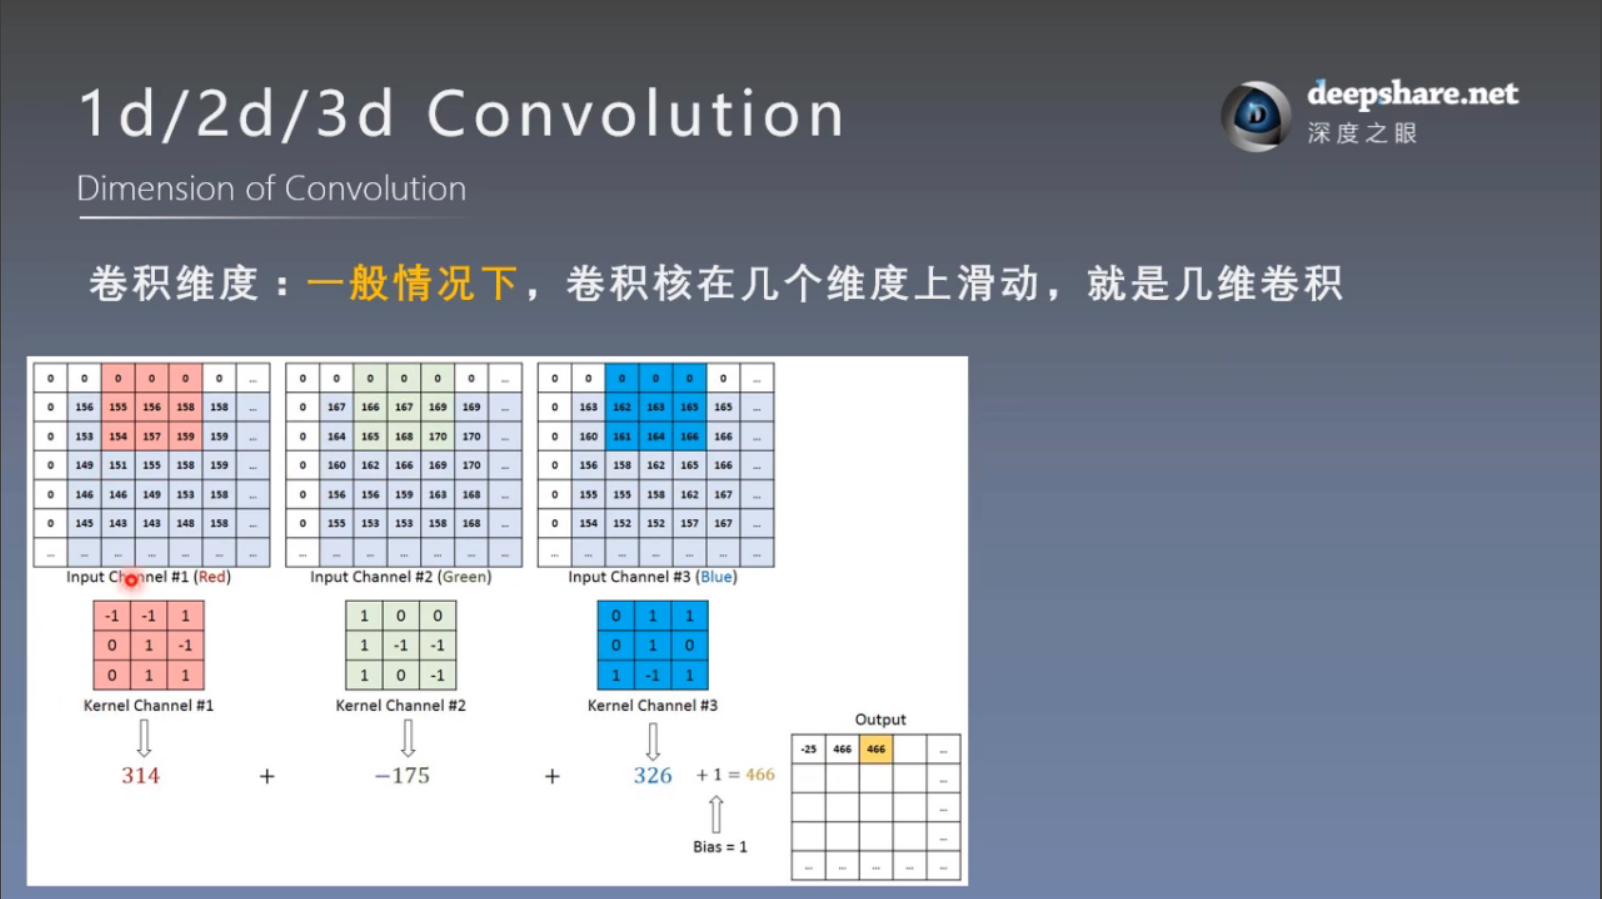 1d/2d/3d Convolution
deepshare.net
深度之眼
Dimension of Convolution
卷积维度：一般情况下，卷积核在几个维度上滑动，就是几维卷积
0 0 0 0 0 0 ...
0 156 155 156 158 158 ...
0 153 154 157 159 159 ...
0 149 151 155 158 159 ...
0 146 146 149 153 158 ...
0 145 143 143 148 158 ...
... ... ... ... ... ... ...
Input Channel #1 (Red)
0 0 0 0 0 0 ...
0 167 166 167 169 169 ...
0 164 165 168 170 170 ...
0 160 162 166 169 170 ...
0 156 156 159 163 168 ...
0 155 153 153 158 168 ...
... ... ... ... ... ... ...
Input Channel #2 (Green)
0 0 0 0 0 0 ...
0 163 162 163 165 165 ...
0 160 161 164 166 166 ...
0 156 158 162 165 166 ...
0 155 155 158 162 167 ...
0 154 152 152 157 167 ...
... ... ... ... ... ... ...
Input Channel #3 (Blue)
-1 -1 1
0 1 -1
0 1 1
Kernel Channel #1
1 0 0
1 -1 -1
1 0 -1
Kernel Channel #2
0 1 1
0 1 0
1 -1 1
Kernel Channel #3
314 + −175 + 326 + 1 = 466
Bias = 1
Output
-25 466 466 ...
...
...
...
... ... ... ... ...